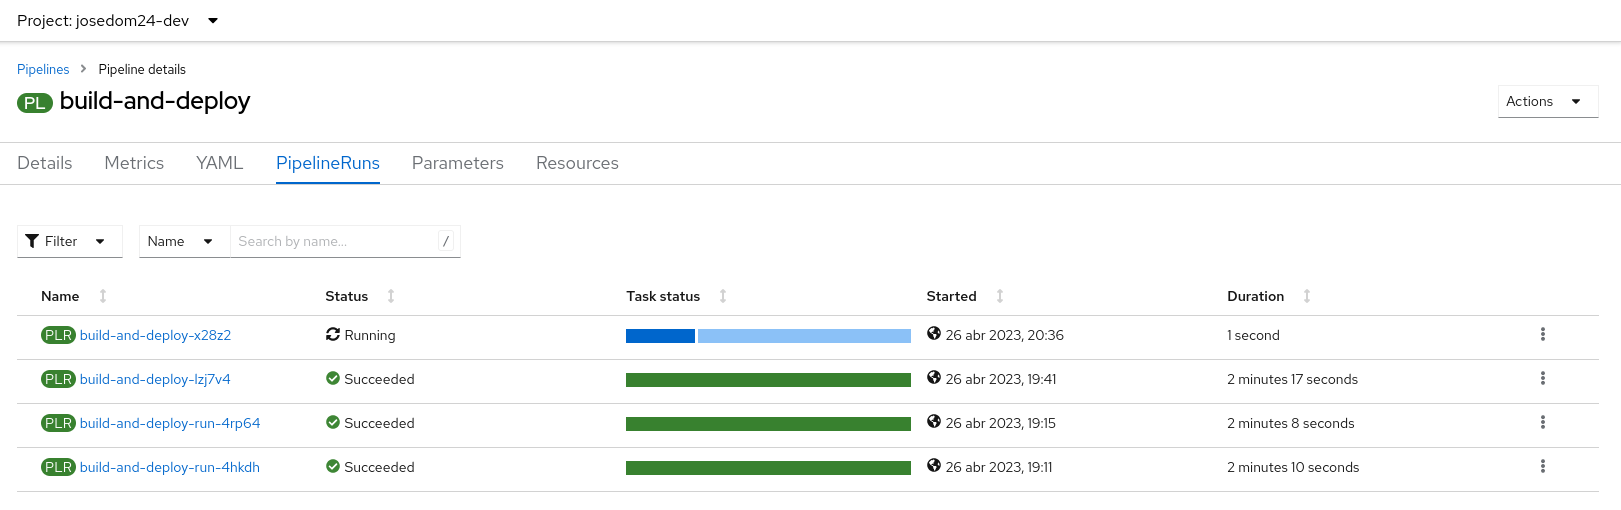 Project: josedom24-dev
Pipelines > Pipeline details
PL build-and-deploy
Actions
Details Metrics YAML PipelineRuns Parameters Resources
Filter Name Search by name... /
Name Status Task status Started Duration
PLR build-and-deploy-x28z2 Running 26 abr 2023, 20:36 1 second
PLR build-and-deploy-lzj7v4 Succeeded 26 abr 2023, 19:41 2 minutes 17 seconds
PLR build-and-deploy-run-4rp64 Succeeded 26 abr 2023, 19:15 2 minutes 8 seconds
PLR build-and-deploy-run-4hkdh Succeeded 26 abr 2023, 19:11 2 minutes 10 seconds